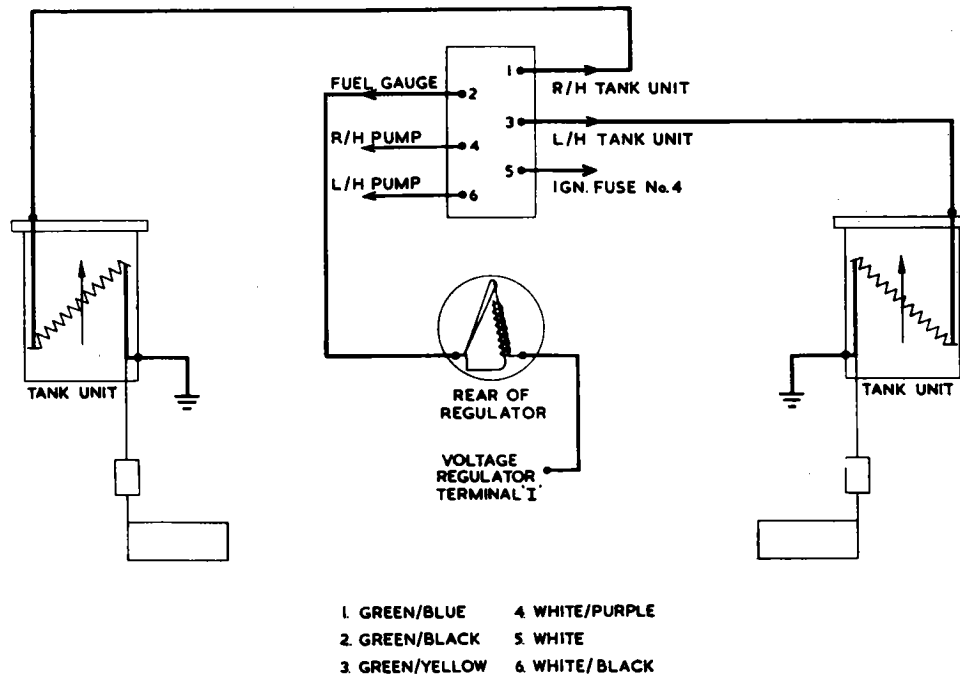 1
R/H TANK UNIT
FUEL GAUGE
2
3
L/H TANK UNIT
R/H PUMP
4
5
IGN. FUSE No. 4
L/H PUMP
6
TANK UNIT
REAR OF
REGULATOR
TANK UNIT
VOLTAGE
REGULATOR
TERMINAL 'I'
1. GREEN/BLUE
2. GREEN/BLACK
3. GREEN/YELLOW
4. WHITE/PURPLE
5. WHITE
6. WHITE/BLACK